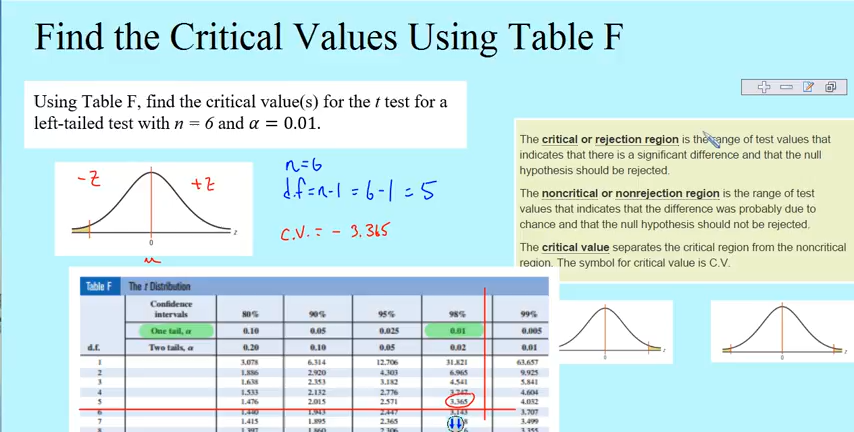 Find the Critical Values Using Table F
Using Table F, find the critical value(s) for the t test for a
left-tailed test with n = 6 and α = 0.01.
-z
+z
t
0
n=6
d.f=n-1 = 6-1 = 5
C.V. = - 3.365
The critical or rejection region is the range of test values that
indicates that there is a significant difference and that the null
hypothesis should be rejected.
The noncritical or nonrejection region is the range of test
values that indicates that the difference was probably due to
chance and that the null hypothesis should not be rejected.
The critical value separates the critical region from the noncritical
region. The symbol for critical value is C.V.
Table F The t Distribution
Confidence
intervals 80% 90% 95% 98% 99%
One tail, α 0.10 0.05 0.025 0.01 0.005
d.f. Two tails, α 0.20 0.10 0.05 0.02 0.01
1 3.078 6.314 12.706 31.821 63.657
2 1.886 2.920 4.303 6.965 9.925
3 1.638 2.353 3.182 4.541 5.841
4 1.533 2.132 2.776 3.747 4.604
5 1.476 2.015 2.571 3.365 4.032
6 1.440 1.943 2.447 3.143 3.707
7 1.415 1.895 2.365 3.499
0
t
0
t